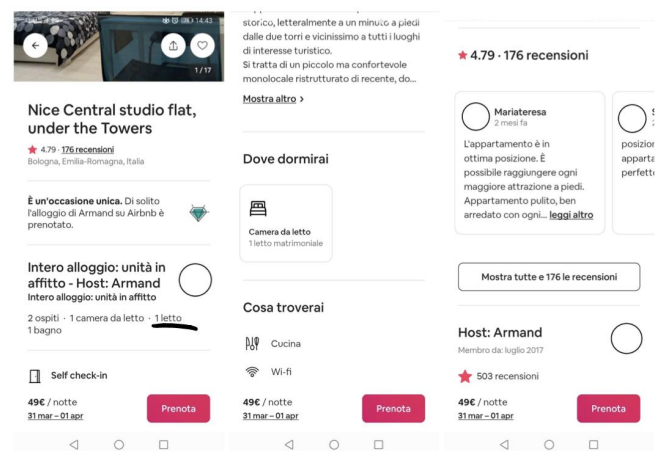 14:43
1/17
Nice Central studio flat,
under the Towers
4.79 · 176 recensioni
Bologna, Emilia-Romagna, Italia
È un'occasione unica. Di solito
l'alloggio di Armand su Airbnb è
prenotato.
Intero alloggio: unità in
affitto - Host: Armand
Intero alloggio: unità in affitto
2 ospiti · 1 camera da letto · 1 letto
1 bagno
Self check-in
49€ / notte
31 mar – 01 apr
Prenota
storico, letteralmente a un minuto a piedi
dalle due torri e vicinissimo a tutti i luoghi
di interesse turistico.
Si tratta di un piccolo ma confortevole
monolocale ristrutturato di recente, do...
Mostra altro >
Dove dormirai
Camera da letto
1 letto matrimoniale
Cosa troverai
Cucina
Wi-fi
49€ / notte
31 mar – 01 apr
Prenota
4.79 · 176 recensioni
Mariateresa
2 mesi fa
L'appartamento è in
ottima posizione. È
possibile raggiungere ogni
maggiore attrazione a piedi.
Appartamento pulito, ben
arredato con ogni... leggi altro
Mostra tutte e 176 le recensioni
Host: Armand
Membro da: luglio 2017
503 recensioni
49€ / notte
31 mar – 01 apr
Prenota